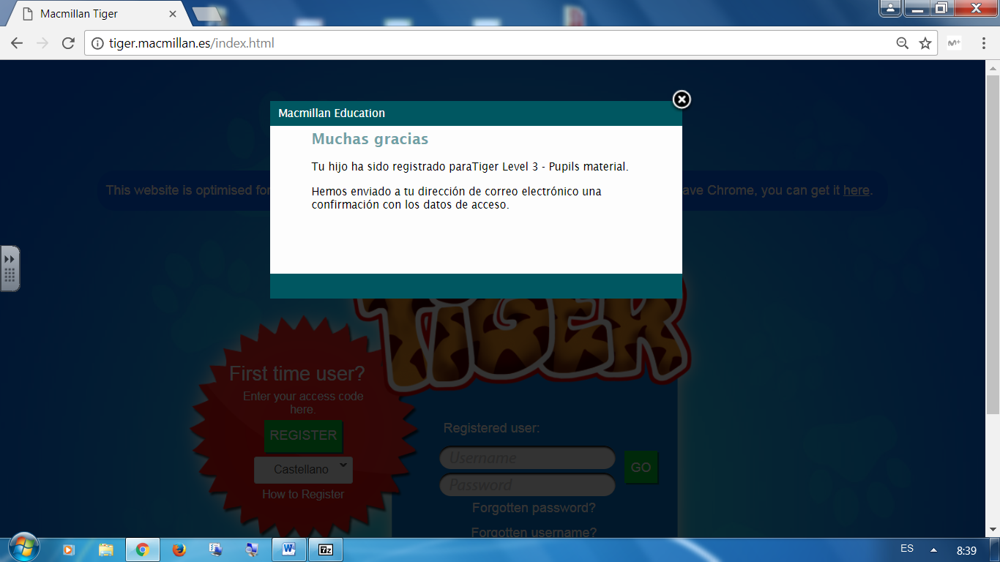 Macmillan Tiger
tiger.macmillan.es/index.html
Macmillan Education
Muchas gracias
Tu hijo ha sido registrado paraTiger Level 3 - Pupils material.
Hemos enviado a tu dirección de correo electrónico una
confirmación con los datos de acceso.
This website is optimised for ave Chrome, you can get it here.
TIGER
First time user?
Enter your access code
here.
REGISTER
Castellano
How to Register
Registered user:
Username
Password
GO
Forgotten password?
Forgotten username?
ES
8:39
W
7z